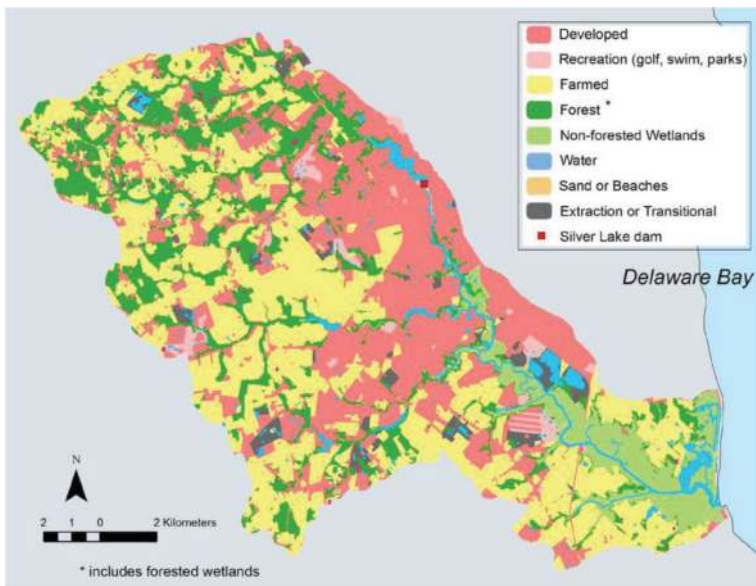 Developed
Recreation (golf, swim, parks)
Farmed
Forest *
Non-forested Wetlands
Water
Sand or Beaches
Extraction or Transitional
Silver Lake dam
Delaware Bay
N
2 1 0 2 Kilometers
* includes forested wetlands